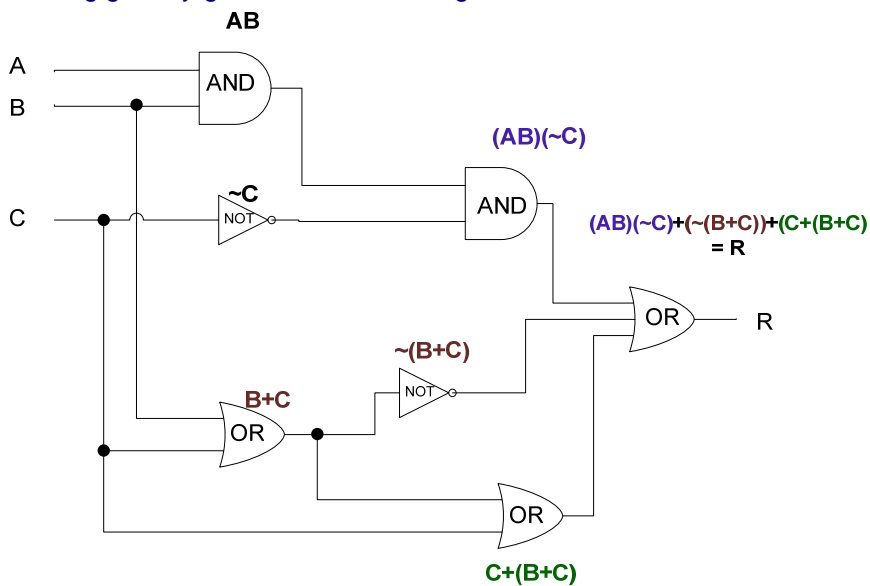 AB
A
AND
B
(AB)(~C)
~C
C
NOT
AND
(AB)(~C)+(~(B+C))+(C+(B+C)
= R
OR
R
~(B+C)
NOT
B+C
OR
OR
C+(B+C)